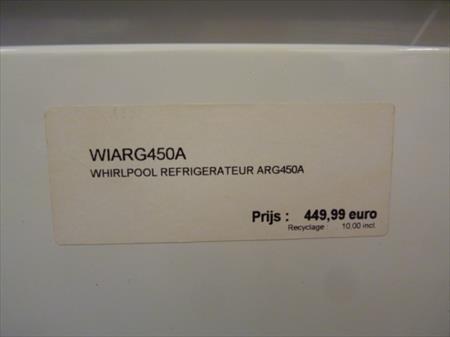 WIARG450A
WHIRLPOOL REFRIGERATEUR ARG450A
Prijs : 449,99 euro
Recyclage : 10,00 incl.